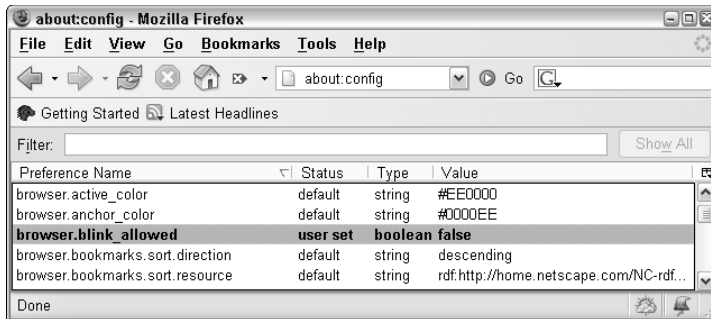 about:config - Mozilla Firefox
File Edit View Go Bookmarks Tools Help
about:config Go G
Getting Started Latest Headlines
Filter: Show All
Preference Name Status Type Value
browser.active_color default string #EE0000
browser.anchor_color default string #0000EE
browser.blink_allowed user set boolean false
browser.bookmarks.sort.direction default string descending
browser.bookmarks.sort.resource default string rdf:http://home.netscape.com/NC-rdf...
Done